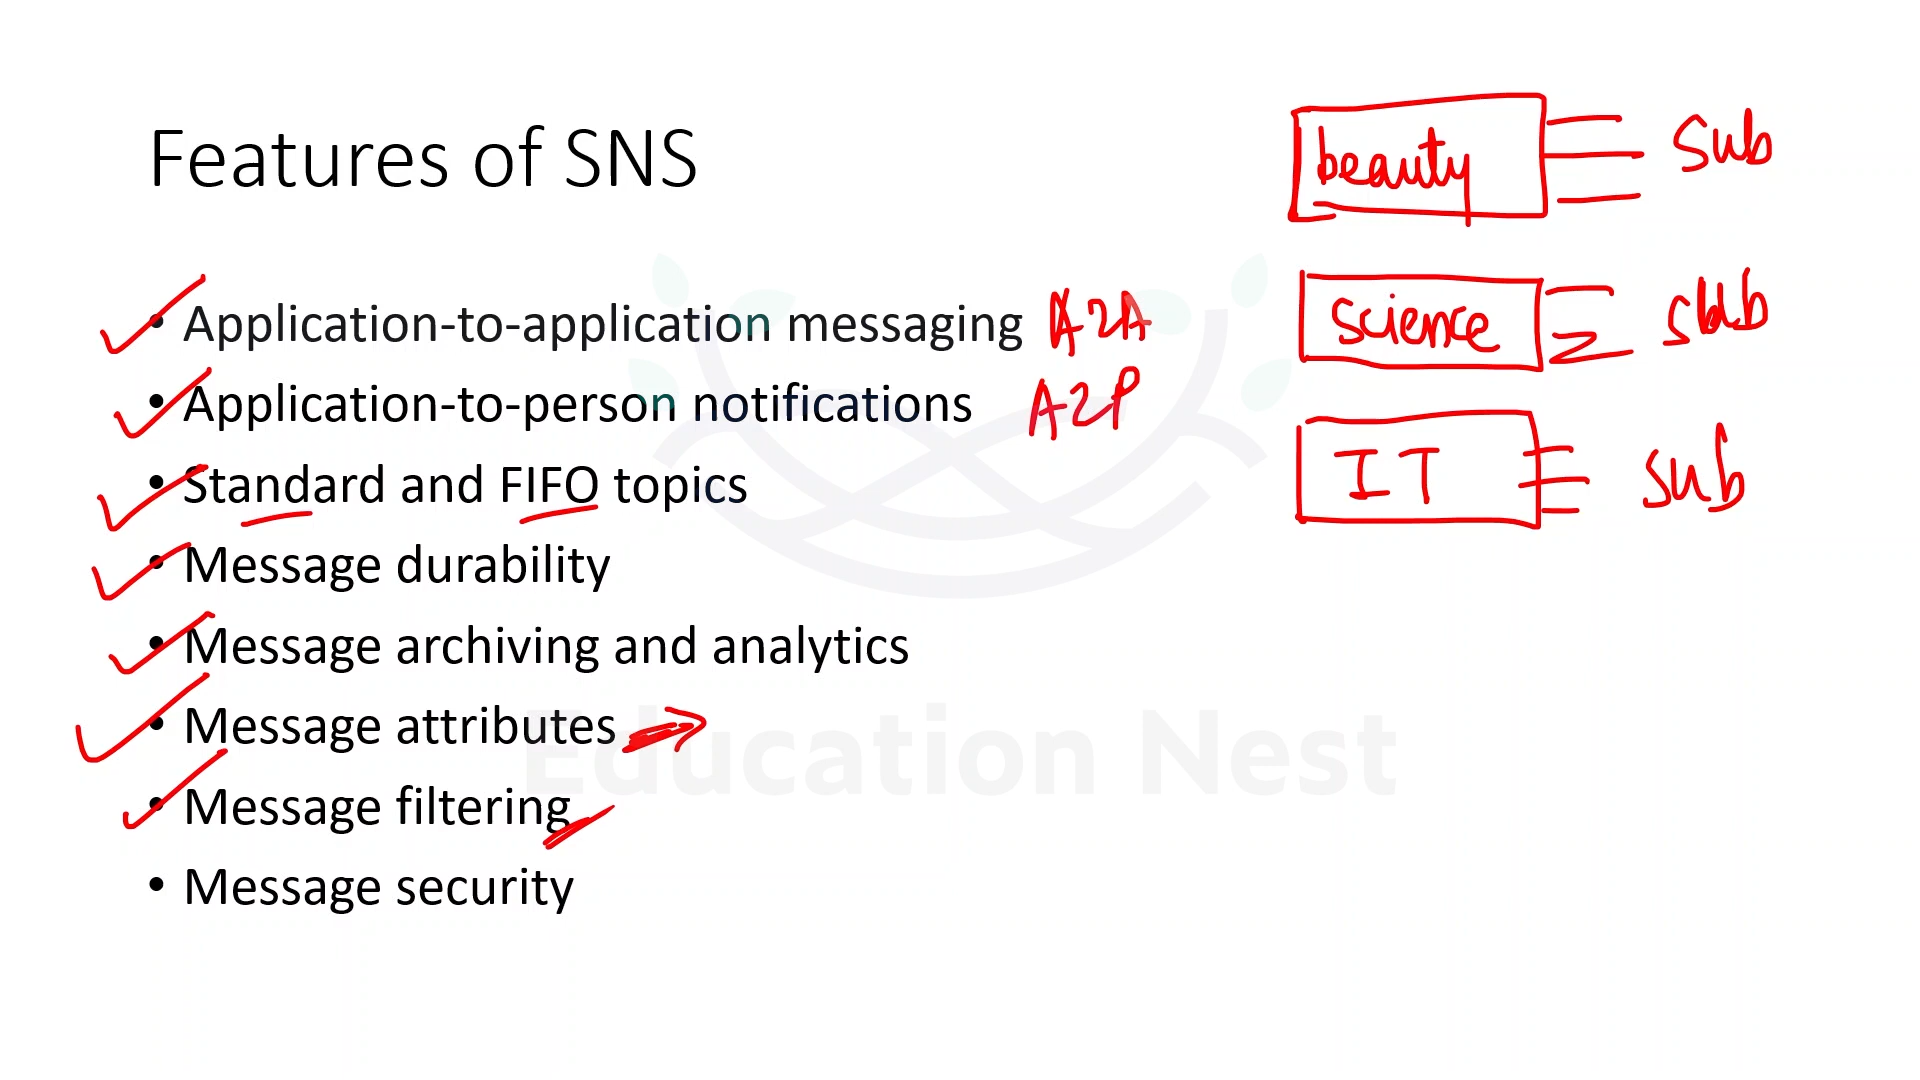 Features of SNS
• Application-to-application messaging A2A
• Application-to-person notifications A2P
• Standard and FIFO topics
• Message durability
• Message archiving and analytics
• Message attributes
• Message filtering
• Message security
beauty sub
science sub
IT sub
Education Nest